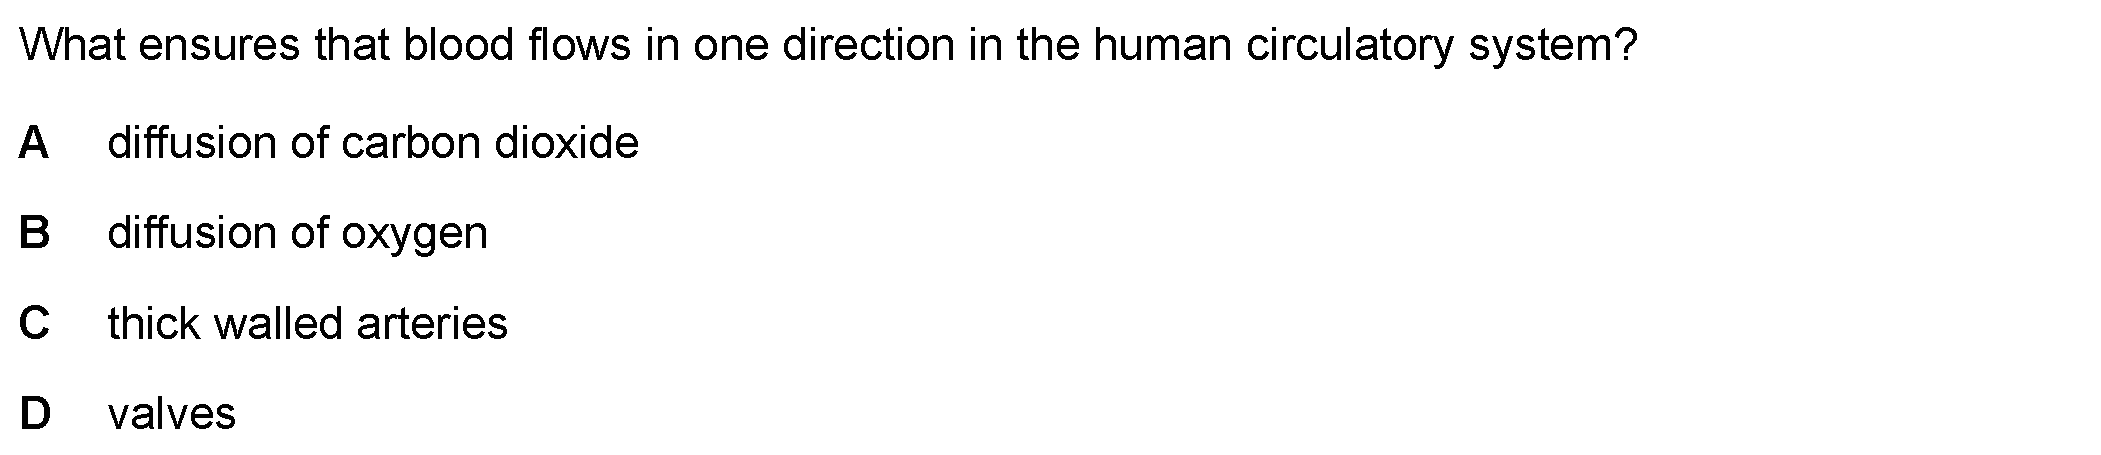 What ensures that blood flows in one direction in the human circulatory system?
A diffusion of carbon dioxide
B diffusion of oxygen
C thick walled arteries
D valves